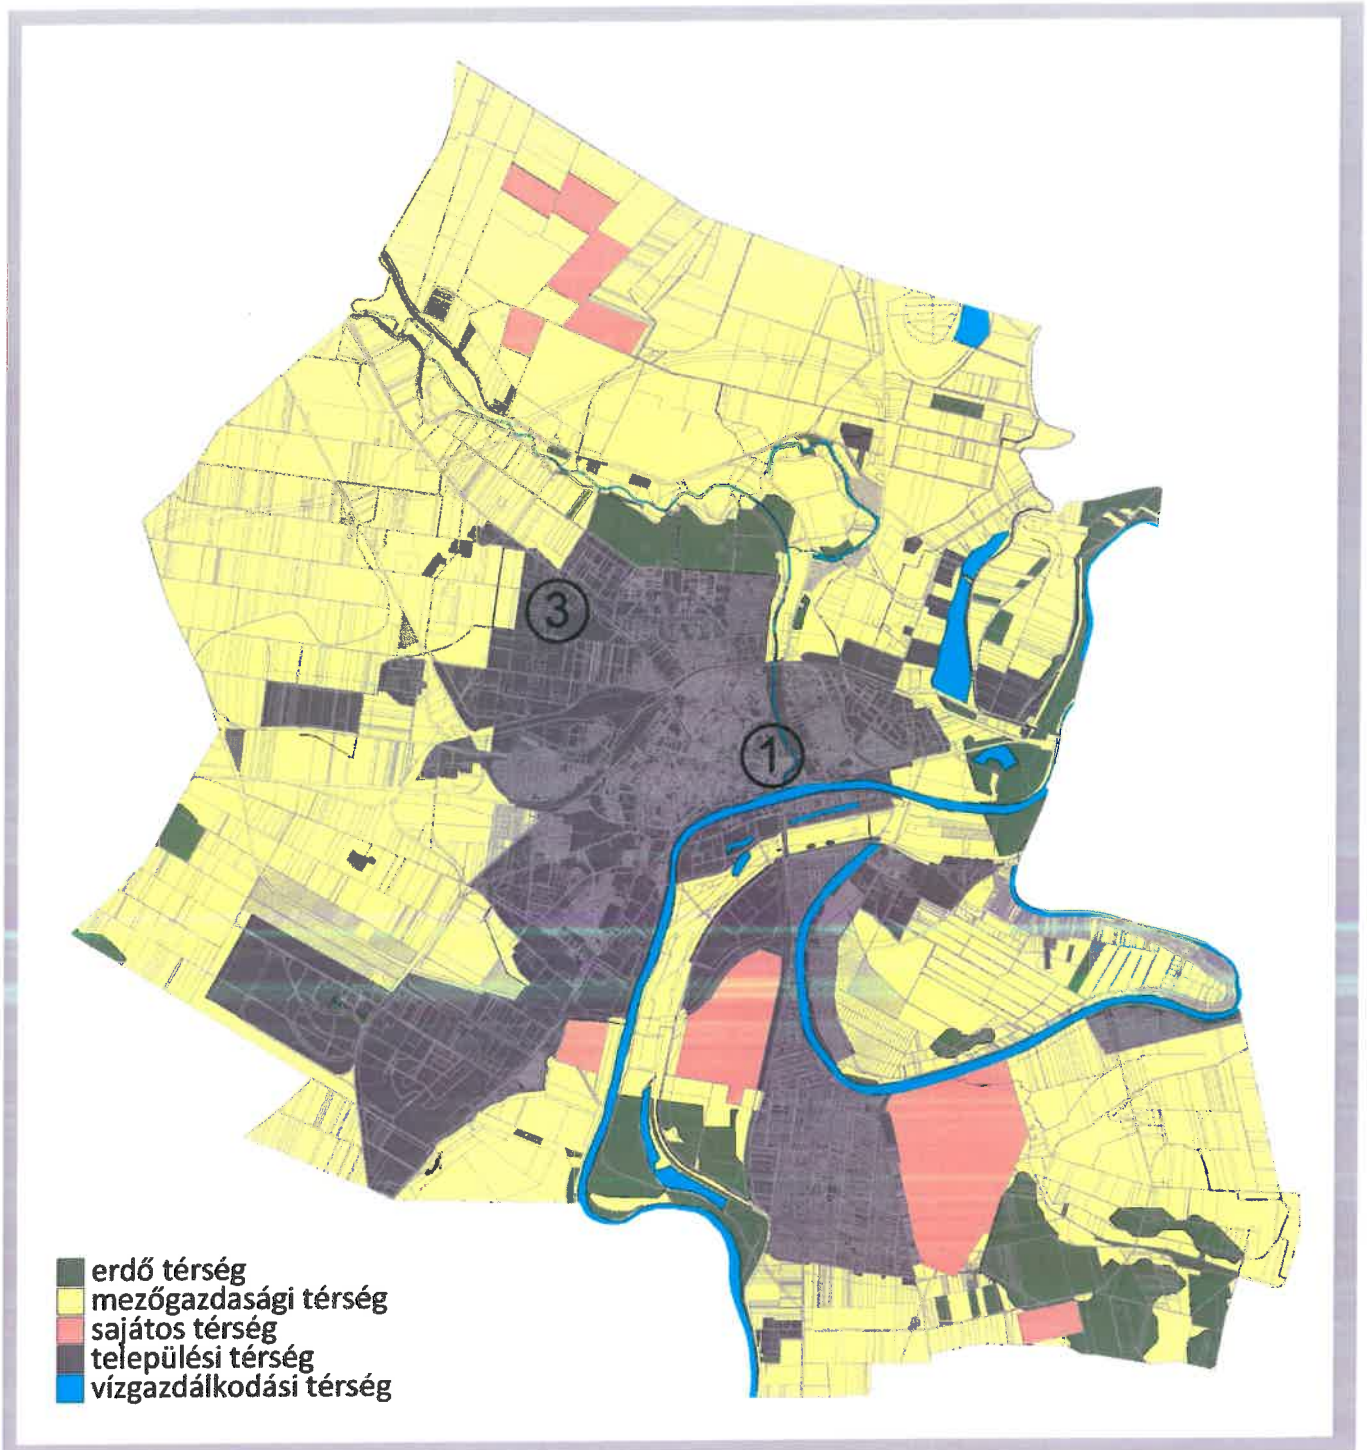 3
1
erdő térség
mezőgazdasági térség
sajátos térség
települési térség
vízgazdálkodási térség